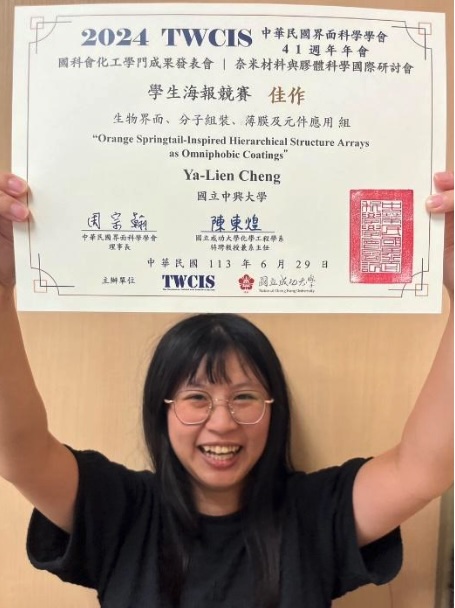 2024 TWCIS 中華民國界面科學學會
41週年年會
國科會化工學門成果發表會 | 奈米材料與膠體科學國際研討會
學生海報競賽 佳作
生物界面、分子組裝、薄膜及元件應用 組
“Orange Springtail-Inspired Hierarchical Structure Arrays
as Omniphobic Coatings”
Ya-Lien Cheng
國立中興大學
周宗翰 陳東煌
中華民國界面科學學會 國立成功大學化學工程學系
理事長 特聘教授兼系主任
中華民國 113 年 6 月 29 日
主辦單位 TWCIS 國立成功大學
National Cheng Kung University